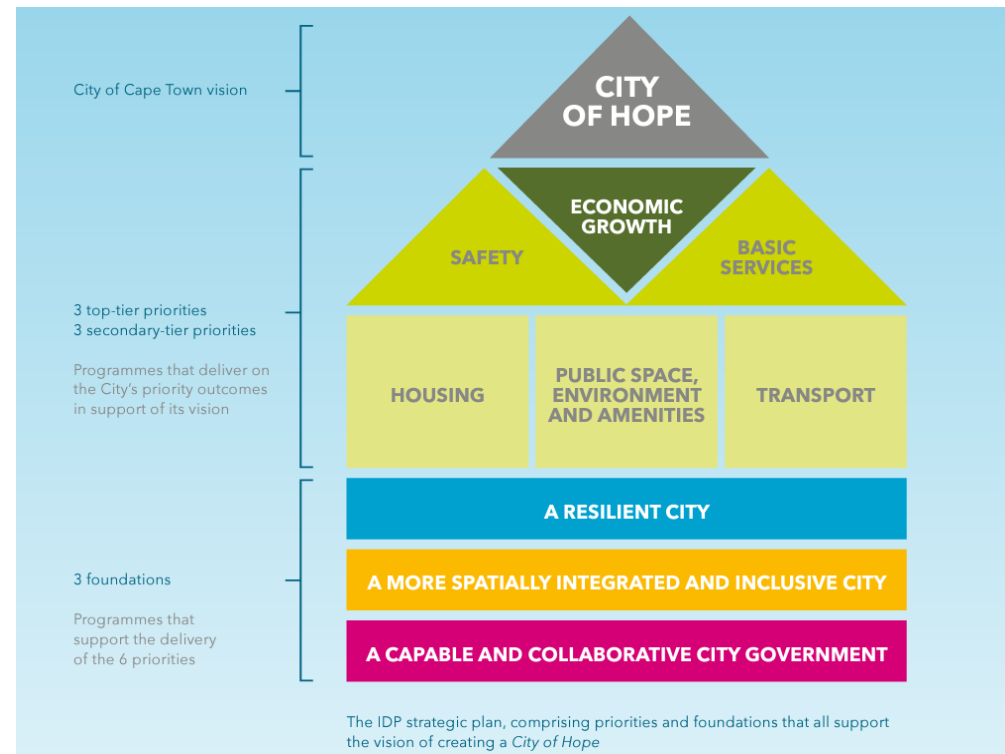 City of Cape Town vision
CITY
OF HOPE
ECONOMIC
GROWTH
SAFETY
BASIC
SERVICES
3 top-tier priorities
3 secondary-tier priorities
Programmes that deliver on
the City's priority outcomes
in support of its vision
HOUSING
PUBLIC SPACE,
ENVIRONMENT
AND AMENITIES
TRANSPORT
A RESILIENT CITY
3 foundations
A MORE SPATIALLY INTEGRATED AND INCLUSIVE CITY
Programmes that
support the delivery
of the 6 priorities
A CAPABLE AND COLLABORATIVE CITY GOVERNMENT
The IDP strategic plan, comprising priorities and foundations that all support
the vision of creating a City of Hope